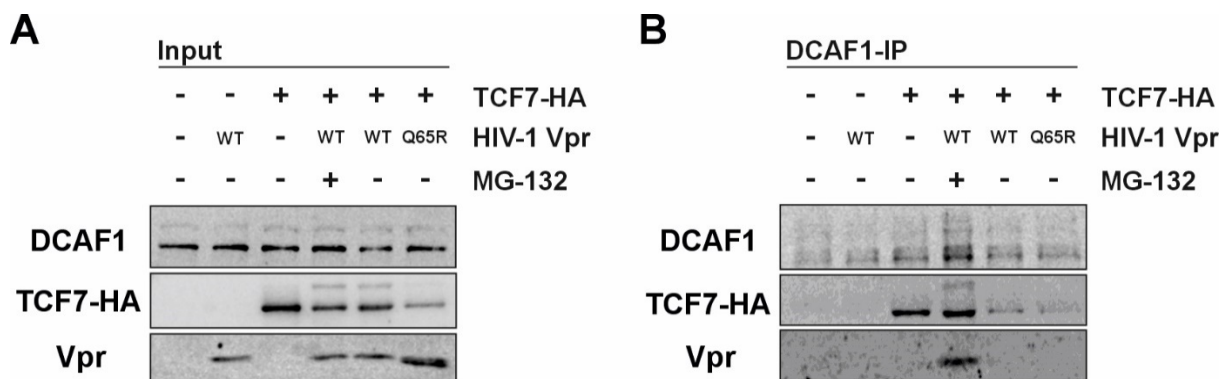 A
Input
- - + + + + TCF7-HA
- WT - WT WT Q65R HIV-1 Vpr
- - - + - - MG-132
DCAF1
TCF7-HA
Vpr
B
DCAF1-IP
- - + + + + TCF7-HA
- WT - WT WT Q65R HIV-1 Vpr
- - - + - - MG-132
DCAF1
TCF7-HA
Vpr